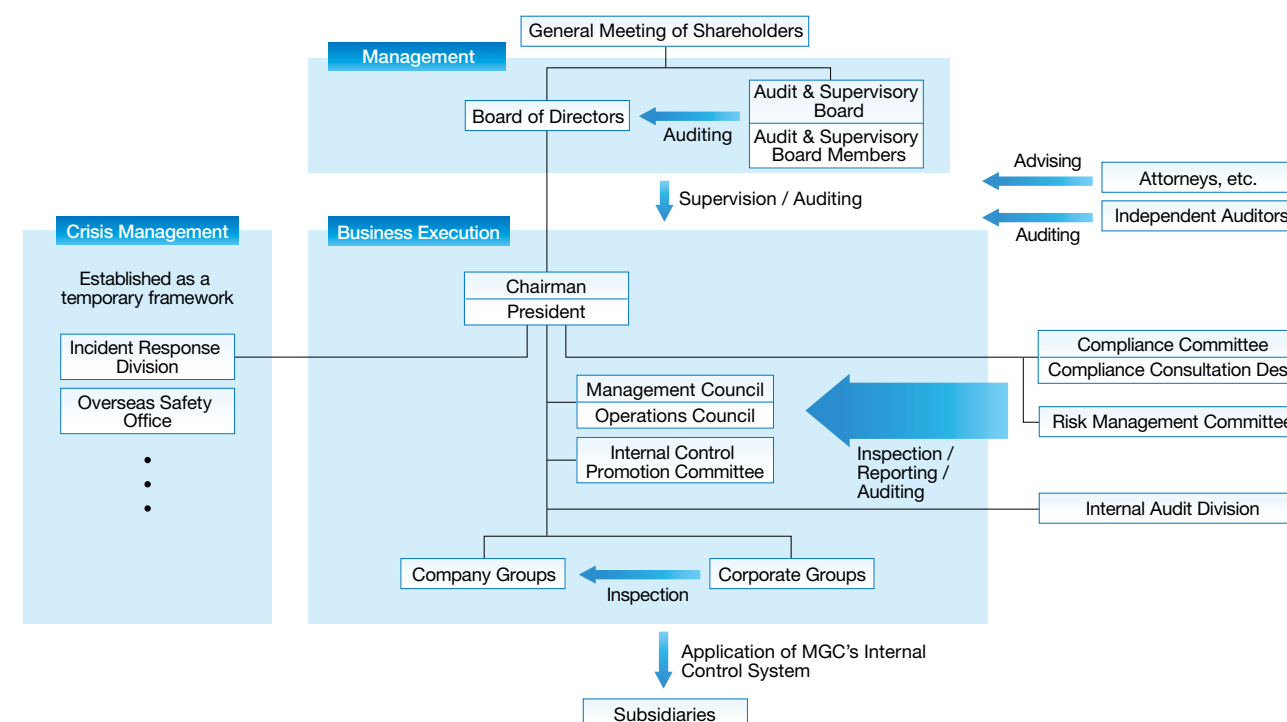 General Meeting of Shareholders
Management
Audit & Supervisory
Board
Board of Directors
Auditing
Audit & Supervisory
Board Members
Advising
Attorneys, etc.
Supervision / Auditing
Independent Auditors
Auditing
Crisis Management
Business Execution
Established as a
temporary framework
Chairman
President
Incident Response
Division
Compliance Committee
Compliance Consultation Des
Overseas Safety
Office
Management Council
Operations Council
Risk Management Committee
Internal Control
Promotion Committee
Inspection /
Reporting /
Auditing
Internal Audit Division
Company Groups
Corporate Groups
Inspection
Application of MGC's Internal
Control System
Subsidiaries